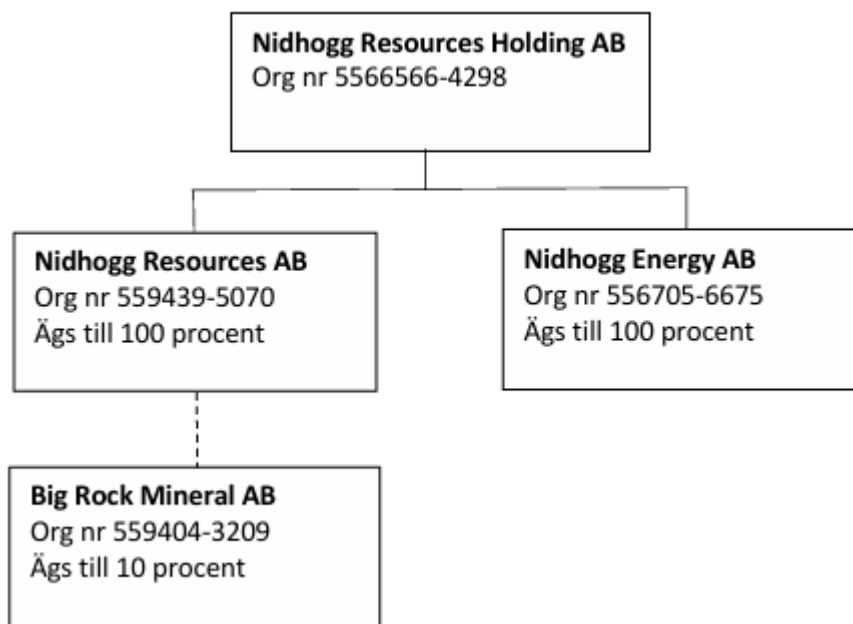 Nidhogg Resources Holding AB
Org nr 5566566-4298
Nidhogg Resources AB
Org nr 559439-5070
Ägs till 100 procent
Nidhogg Energy AB
Org nr 556705-6675
Ägs till 100 procent
Big Rock Mineral AB
Org nr 559404-3209
Ägs till 10 procent